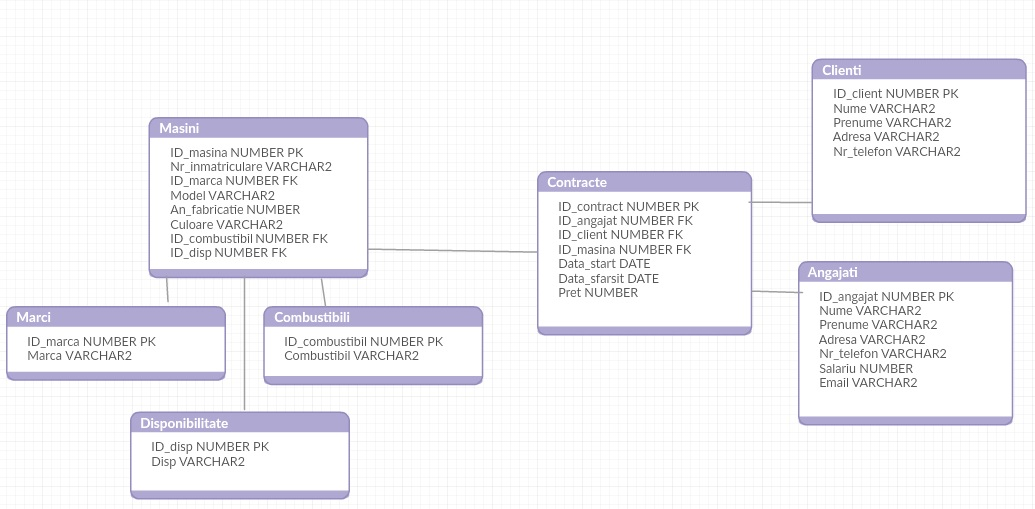 Masini
ID_masina NUMBER PK
Nr_inmatriculare VARCHAR2
ID_marca NUMBER FK
Model VARCHAR2
An_fabricatie NUMBER
Culoare VARCHAR2
ID_combustibil NUMBER FK
ID_disp NUMBER FK
Marci
ID_marca NUMBER PK
Marca VARCHAR2
Combustibili
ID_combustibil NUMBER PK
Combustibil VARCHAR2
Disponibilitate
ID_disp NUMBER PK
Disp VARCHAR2
Contracte
ID_contract NUMBER PK
ID_angajat NUMBER FK
ID_client NUMBER FK
ID_masina NUMBER FK
Data_start DATE
Data_sfarsit DATE
Pret NUMBER
Clienti
ID_client NUMBER PK
Nume VARCHAR2
Prenume VARCHAR2
Adresa VARCHAR2
Nr_telefon VARCHAR2
Angajati
ID_angajat NUMBER PK
Nume VARCHAR2
Prenume VARCHAR2
Adresa VARCHAR2
Nr_telefon VARCHAR2
Salariu NUMBER
Email VARCHAR2